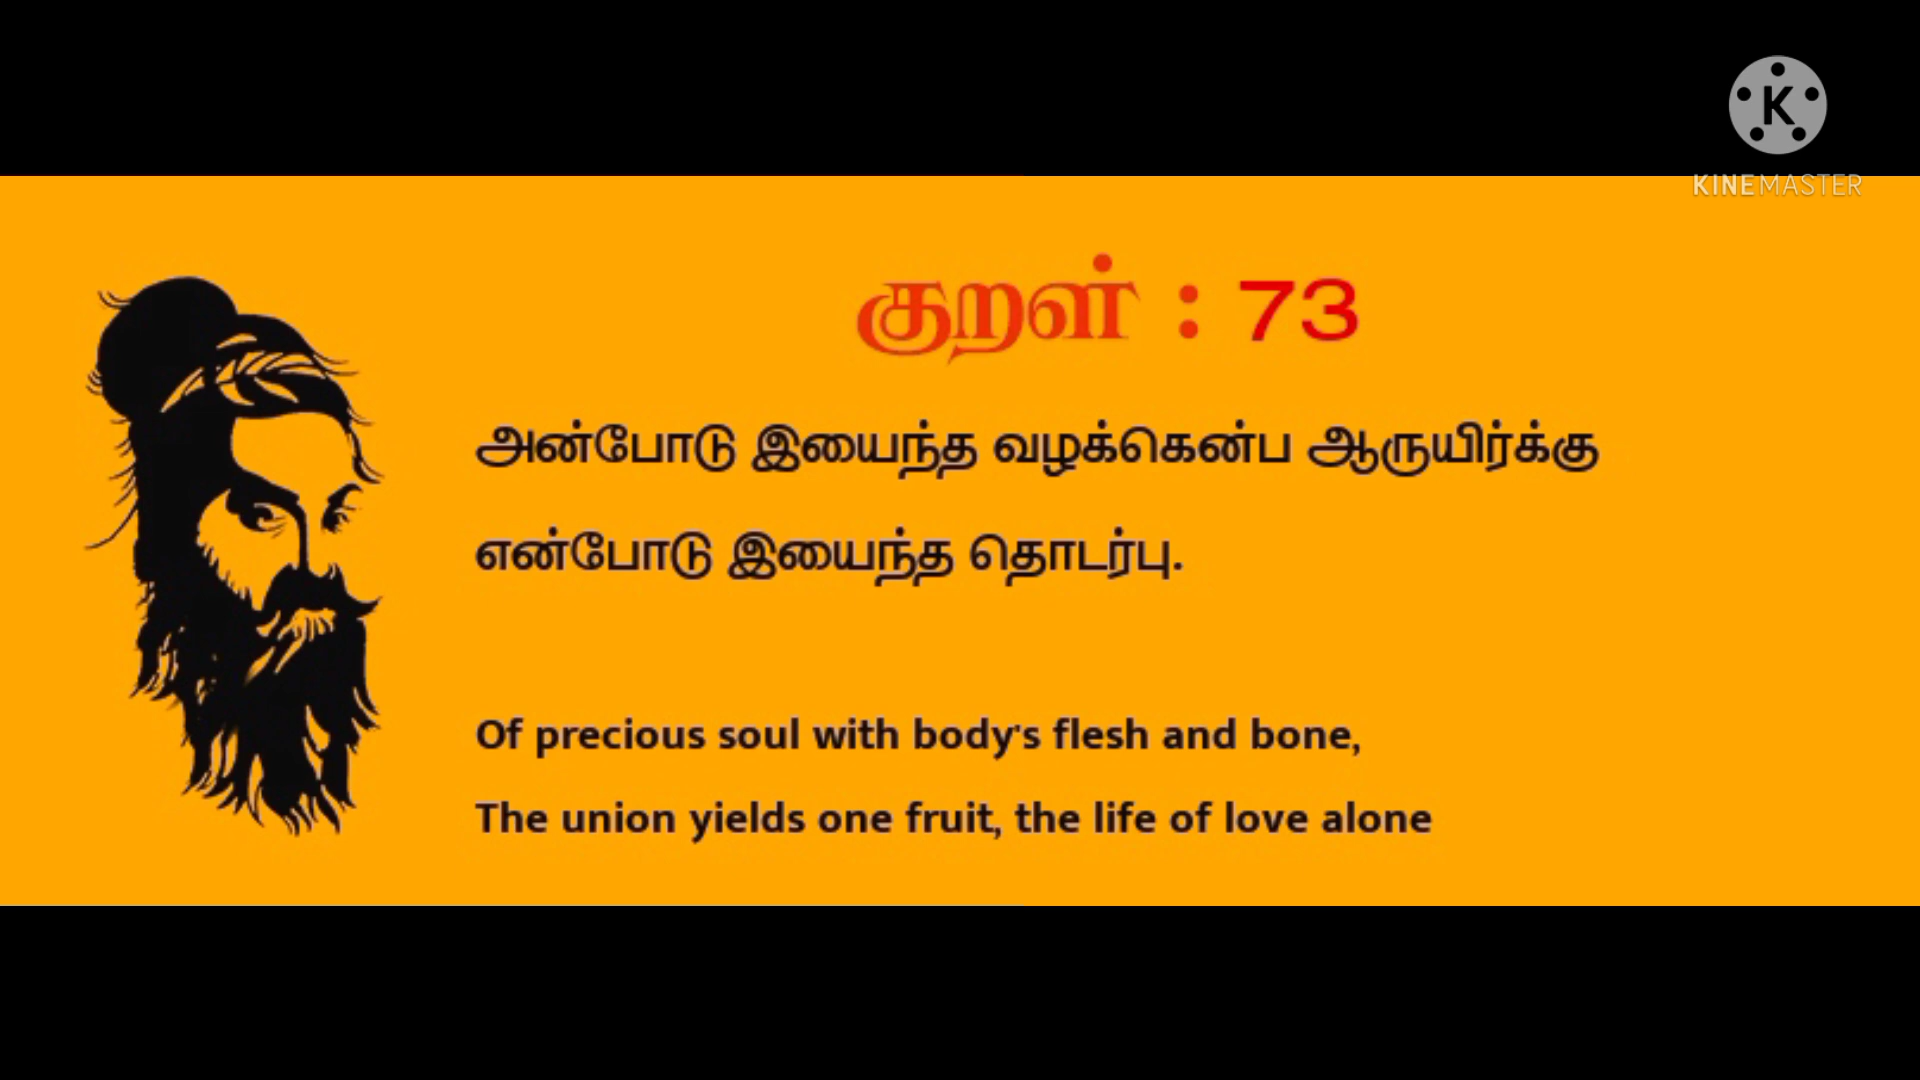 K
KINEMASTER
குறள் : 73
அன்போடு இயைந்த வழக்கென்ப ஆருயிர்க்கு
என்போடு இயைந்த தொடர்பு.
Of precious soul with body's flesh and bone,
The union yields one fruit, the life of love alone